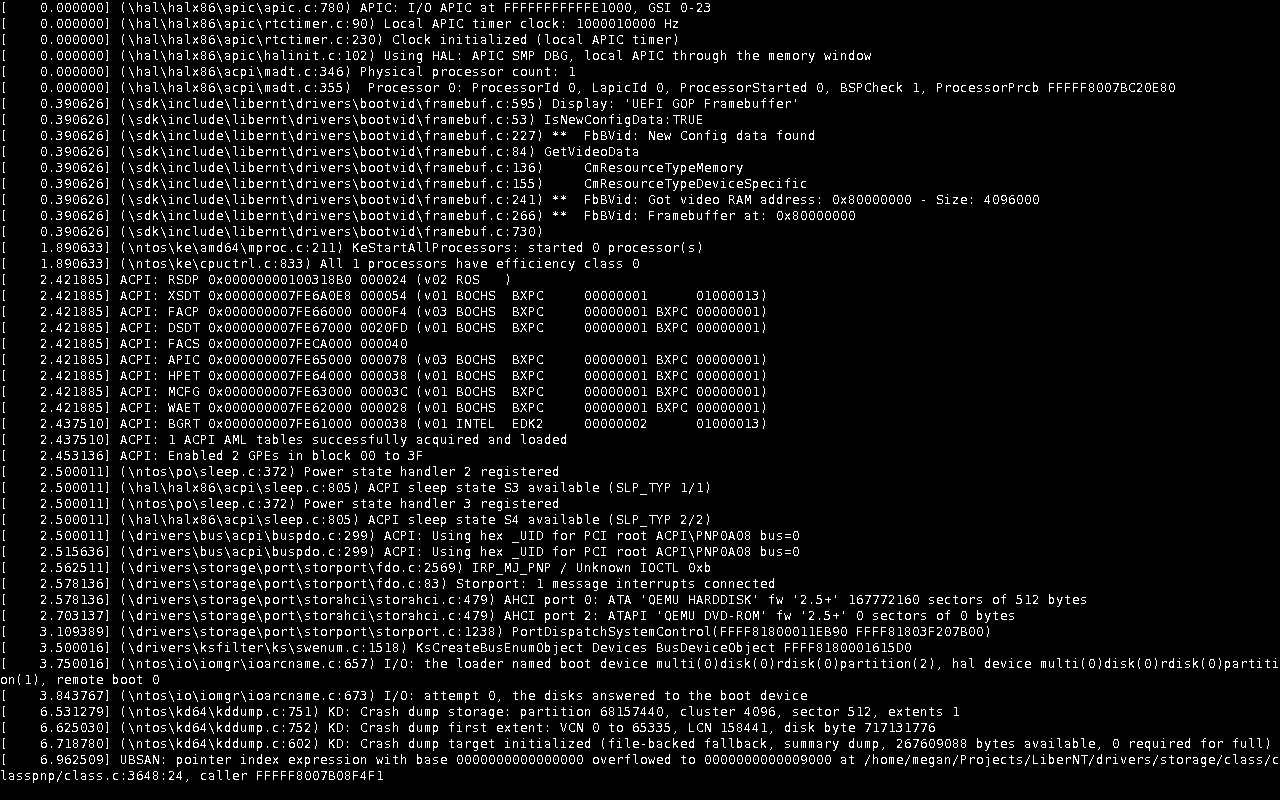 [    0.000000] (\hal\halx86\apic\apic.c:780) APIC: I/O APIC at FFFFFFFFFFFE1000, GSI 0-23
[    0.000000] (\hal\halx86\apic\rtctimer.c:90) Local APIC timer clock: 1000010000 Hz
[    0.000000] (\hal\halx86\apic\rtctimer.c:230) Clock initialized (local APIC timer)
[    0.000000] (\hal\halx86\apic\halinit.c:102) Using HAL: APIC SMP DBG, local APIC through the memory window
[    0.000000] (\hal\halx86\acpi\madt.c:346) Physical processor count: 1
[    0.000000] (\hal\halx86\acpi\madt.c:355)  Processor 0: ProcessorId 0, LapicId 0, ProcessorStarted 0, BSPCheck 1, ProcessorPrcb FFFFF8007BC20E80
[    0.390626] (\sdk\include\libernt\drivers\bootvid\framebuf.c:595) Display: 'UEFI GOP Framebuffer'
[    0.390626] (\sdk\include\libernt\drivers\bootvid\framebuf.c:53) IsNewConfigData:TRUE
[    0.390626] (\sdk\include\libernt\drivers\bootvid\framebuf.c:227) **  FbBVid: New Config data found
[    0.390626] (\sdk\include\libernt\drivers\bootvid\framebuf.c:84) GetVideoData
[    0.390626] (\sdk\include\libernt\drivers\bootvid\framebuf.c:136)     CmResourceTypeMemory
[    0.390626] (\sdk\include\libernt\drivers\bootvid\framebuf.c:155)     CmResourceTypeDeviceSpecific
[    0.390626] (\sdk\include\libernt\drivers\bootvid\framebuf.c:241) **  FbBVid: Got video RAM address: 0x80000000 - Size: 4096000
[    0.390626] (\sdk\include\libernt\drivers\bootvid\framebuf.c:266) **  FbBVid: Framebuffer at: 0x80000000
[    0.390626] (\sdk\include\libernt\drivers\bootvid\framebuf.c:730)
[    1.890633] (\ntos\ke\amd64\mproc.c:211) KeStartAllProcessors: started 0 processor(s)
[    1.890633] (\ntos\ke\cpuctrl.c:833) All 1 processors have efficiency class 0
[    2.421885] ACPI: RSDP 0x00000000100318B0 000024 (v02 ROS   )
[    2.421885] ACPI: XSDT 0x000000007FE6A0E8 000054 (v01 BOCHS  BXPC     00000001      01000013)
[    2.421885] ACPI: FACP 0x000000007FE66000 0000F4 (v03 BOCHS  BXPC     00000001 BXPC 00000001)
[    2.421885] ACPI: DSDT 0x000000007FE67000 0020FD (v01 BOCHS  BXPC     00000001 BXPC 00000001)
[    2.421885] ACPI: FACS 0x000000007FECA000 000040
[    2.421885] ACPI: APIC 0x000000007FE65000 000078 (v03 BOCHS  BXPC     00000001 BXPC 00000001)
[    2.421885] ACPI: HPET 0x000000007FE64000 000038 (v01 BOCHS  BXPC     00000001 BXPC 00000001)
[    2.421885] ACPI: MCFG 0x000000007FE63000 00003C (v01 BOCHS  BXPC     00000001 BXPC 00000001)
[    2.421885] ACPI: WAET 0x000000007FE62000 000028 (v01 BOCHS  BXPC     00000001 BXPC 00000001)
[    2.437510] ACPI: BGRT 0x000000007FE61000 000038 (v01 INTEL  EDK2     00000002      01000013)
[    2.437510] ACPI: 1 ACPI AML tables successfully acquired and loaded
[    2.453136] ACPI: Enabled 2 GPEs in block 00 to 3F
[    2.500011] (\ntos\po\sleep.c:372) Power state handler 2 registered
[    2.500011] (\hal\halx86\acpi\sleep.c:805) ACPI sleep state S3 available (SLP_TYP 1/1)
[    2.500011] (\ntos\po\sleep.c:372) Power state handler 3 registered
[    2.500011] (\hal\halx86\acpi\sleep.c:805) ACPI sleep state S4 available (SLP_TYP 2/2)
[    2.500011] (\drivers\bus\acpi\buspdo.c:299) ACPI: Using hex _UID for PCI root ACPI\PNP0A08 bus=0
[    2.515636] (\drivers\bus\acpi\buspdo.c:299) ACPI: Using hex _UID for PCI root ACPI\PNP0A08 bus=0
[    2.562511] (\drivers\storage\port\storport\fdo.c:2569) IRP_MJ_PNP / Unknown IOCTL 0xb
[    2.578136] (\drivers\storage\port\storport\fdo.c:83) Storport: 1 message interrupts connected
[    2.578136] (\drivers\storage\port\storahci\storahci.c:479) AHCI port 0: ATA 'QEMU HARDDISK' fw '2.5+' 167772160 sectors of 512 bytes
[    2.703137] (\drivers\storage\port\storahci\storahci.c:479) AHCI port 2: ATAPI 'QEMU DVD-ROM' fw '2.5+' 0 sectors of 0 bytes
[    3.109389] (\drivers\storage\port\storport\storport.c:1238) PortDispatchSystemControl(FFFF81800011EB90 FFFF81803F207B00)
[    3.500016] (\drivers\ksfilter\ks\swenum.c:1518) KsCreateBusEnumObject Devices BusDeviceObject FFFF8180001615D0
[    3.750016] (\ntos\io\iomgr\ioarcname.c:657) I/O: the loader named boot device multi(0)disk(0)rdisk(0)partition(2), hal device multi(0)disk(0)rdisk(0)partiti
on(1), remote boot 0
[    3.843767] (\ntos\io\iomgr\ioarcname.c:673) I/O: attempt 0, the disks answered to the boot device
[    6.531279] (\ntos\kd64\kddump.c:751) KD: Crash dump storage: partition 68157440, cluster 4096, sector 512, extents 1
[    6.625030] (\ntos\kd64\kddump.c:752) KD: Crash dump first extent: VCN 0 to 65335, LCN 158441, disk byte 717131776
[    6.718780] (\ntos\kd64\kddump.c:602) KD: Crash dump target initialized (file-backed fallback, summary dump, 267609088 bytes available, 0 required for full)
[    6.962509] UBSAN: pointer index expression with base 0000000000000000 overflowed to 0000000000009000 at /home/megan/Projects/LiberNT/drivers/storage/class/c
lasspnp/class.c:3648:24, caller FFFFF8007B08F4F1